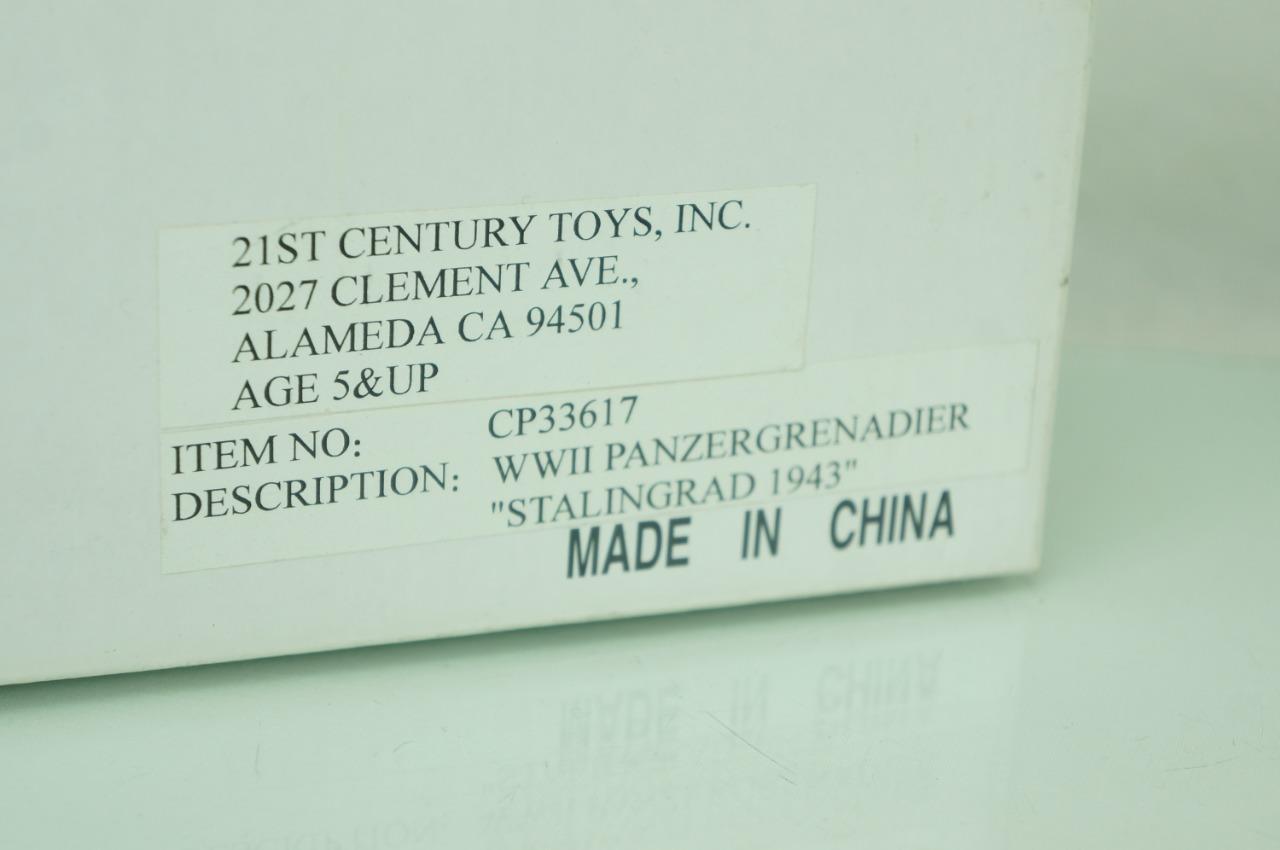 21ST CENTURY TOYS, INC.
2027 CLEMENT AVE.,
ALAMEDA CA 94501
AGE 5&UP
ITEM NO: CP33617
DESCRIPTION: WWII PANZERGRENADIER
"STALINGRAD 1943"
MADE IN CHINA